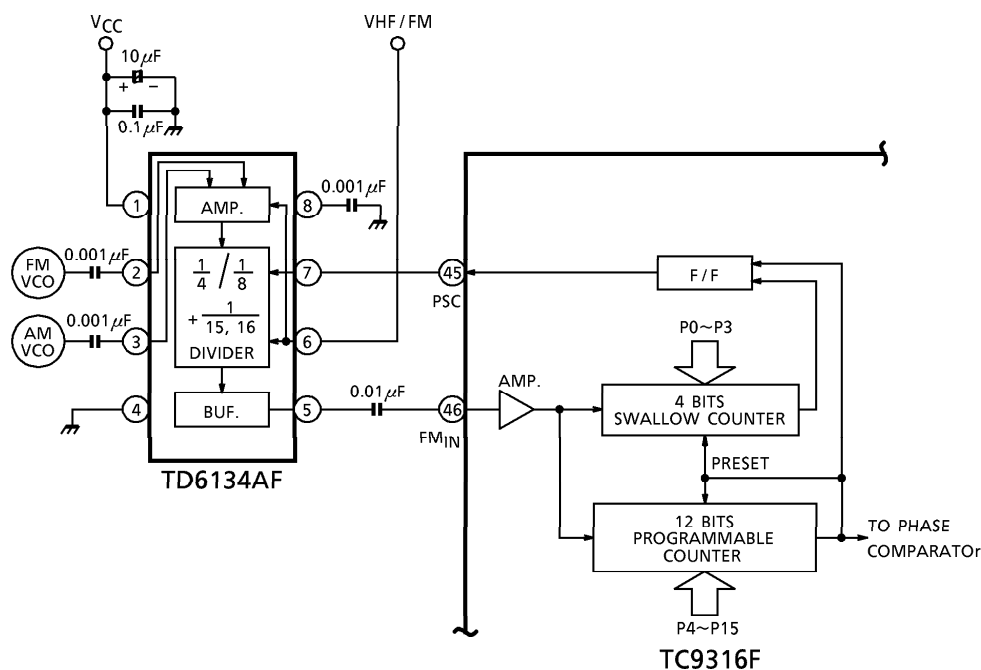 VCC
VHF/FM
10μF
+ −
0.1μF
1
AMP.
8
0.001μF
FM
VCO
0.001μF
2
1/4 / 1/8
7
45
PSC
F/F
AM
VCO
0.001μF
3
+ 1/15, 16
DIVIDER
6
P0~P3
4
BUF.
5
0.01μF
46
FMIN
AMP.
4 BITS
SWALLOW COUNTER
TD6134AF
PRESET
12 BITS
PROGRAMMABLE
COUNTER
TO PHASE
COMPARATOr
P4~P15
TC9316F